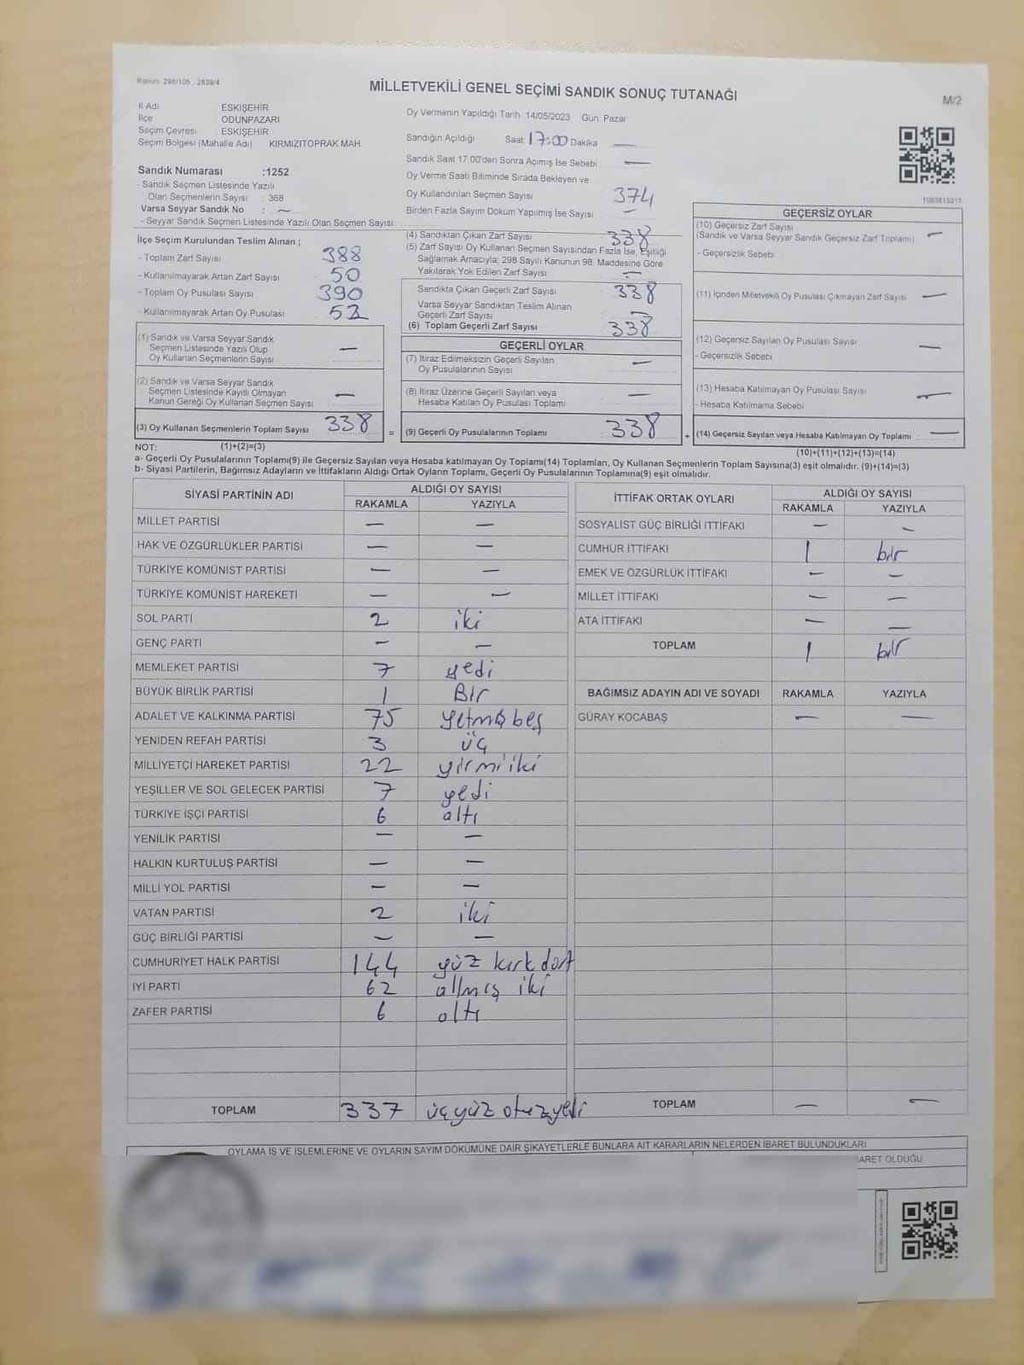 MİLLETVEKİLİ GENEL SEÇİMİ SANDIK SONUÇ TUTANAĞI
M/2
İl Adı ESKİŞEHİR
İlçe ODUNPAZARI
Seçim Çevresi ESKİŞEHİR
Seçim Bölgesi (Mahalle Adı) KIRMIZITOPRAK MAH.
Sandık Numarası :1252
- Sandık Seçmen Listesinde Yazılı
Olan Seçmenlerin Sayısı : 368
Varsa Seyyar Sandık No : —
- Seyyar Sandık Seçmen Listesinde Yazılı Olan Seçmen Sayısı
Oy Vermenin Yapıldığı Tarih 14/05/2023 Gün: Pazar
Sandığın Açıldığı Saat 17:00 Dakika —
Sandık Saat 17.00'den Sonra Açımış İse Sebebi —
Oy Verme Saati Bitiminde Sırada Bekleyen ve
Oy Kullandırılan Seçmen Sayısı 374
Birden Fazla Sayım Döküm Yapılmış İse Sayısı —
İlçe Seçim Kurulundan Teslim Alınan ;
- Toplam Zarf Sayısı 388
- Kullanılmayarak Artan Zarf Sayısı 50
- Toplam Oy Pusulası Sayısı 390
- Kullanılmayarak Artan Oy Pusulası 52
(1) Sandık ve Varsa Seyyar Sandık
Seçmen Listesinde Yazılı Olup
Oy Kullanan Seçmenlerin Sayısı —
(2) Sandık ve Varsa Seyyar Sandık
Seçmen Listesinde Kayıtlı Olmayan
Kanun Gereği Oy Kullanan Seçmen Sayısı —
(3) Oy Kullanan Seçmenlerin Toplam Sayısı 338
(4) Sandıktan Çıkan Zarf Sayısı 338
(5) Zarf Sayısı Oy Kullanan Seçmen Sayısından Fazla İse, Eşitliği
Sağlamak Amacıyla; 298 Sayılı Kanunun 98. Maddesine Göre
Yakılarak Yok Edilen Zarf Sayısı —
Sandıkta Çıkan Geçerli Zarf Sayısı 338
Varsa Seyyar Sandıktan Teslim Alınan
Geçerli Zarf Sayısı —
(6) Toplam Geçerli Zarf Sayısı 338
GEÇERLİ OYLAR
(7) İtiraz Edilmeksizin Geçerli Sayılan
Oy Pusulalarının Sayısı —
(8) İtiraz Üzerine Geçerli Sayılan veya
Hesaba Katılan Oy Pusulası Toplamı —
= (9) Geçerli Oy Pusulalarının Toplamı 338
GEÇERSİZ OYLAR
(10) Geçersiz Zarf Sayısı
(Sandık ve Varsa Seyyar Sandık Geçersiz Zarf Toplamı) —
- Geçersizlik Sebebi
(11) İçinden Milletvekili Oy Pusulası Çıkmayan Zarf Sayısı —
(12) Geçersiz Sayılan Oy Pusulası Sayısı —
- Geçersizlik Sebebi
(13) Hesaba Katılmayan Oy Pusulası Sayısı —
- Hesaba Katılmama Sebebi
+ (14) Geçersiz Sayılan veya Hesaba Katılmayan Oy Toplamı —
NOT: (1)+(2)=(3)
(10)+(11)+(12)+(13)=(14)
a- Geçerli Oy Pusulalarının Toplamı(9) ile Geçersiz Sayılan veya Hesaba katılmayan Oy Toplamı(14) Toplamları, Oy Kullanan Seçmenlerin Toplam Sayısına(3) eşit olmalıdır. (9)+(14)=(3)
b- Siyasi Partilerin, Bağımsız Adayların ve İttifakların Aldığı Ortak Oyların Toplamı, Geçerli Oy Pusulalarının Toplamına(9) eşit olmalıdır.
SİYASİ PARTİNİN ADI ALDIĞI OY SAYISI
RAKAMLA YAZIYLA
MİLLET PARTİSİ — —
HAK VE ÖZGÜRLÜKLER PARTİSİ — —
TÜRKİYE KOMÜNİST PARTİSİ — —
TÜRKİYE KOMÜNİST HAREKETİ — —
SOL PARTİ 2 iki
GENÇ PARTİ — —
MEMLEKET PARTİSİ 7 yedi
BÜYÜK BİRLİK PARTİSİ 1 Bir
ADALET VE KALKINMA PARTİSİ 75 yetmişbeş
YENİDEN REFAH PARTİSİ 3 üç
MİLLİYETÇİ HAREKET PARTİSİ 22 yirmiiki
YEŞİLLER VE SOL GELECEK PARTİSİ 7 yedi
TÜRKİYE İŞÇİ PARTİSİ 6 altı
YENİLİK PARTİSİ — —
HALKIN KURTULUŞ PARTİSİ — —
MİLLİ YOL PARTİSİ — —
VATAN PARTİSİ 2 iki
GÜÇ BİRLİĞİ PARTİSİ — —
CUMHURİYET HALK PARTİSİ 144 yüz kırk dört
İYİ PARTİ 62 altmış iki
ZAFER PARTİSİ 6 altı
TOPLAM 337 üçyüz otuzyedi
İTTİFAK ORTAK OYLARI ALDIĞI OY SAYISI
RAKAMLA YAZIYLA
SOSYALİST GÜÇ BİRLİĞİ İTTİFAKI — —
CUMHUR İTTİFAKI 1 bir
EMEK VE ÖZGÜRLÜK İTTİFAKI — —
MİLLET İTTİFAKI — —
ATA İTTİFAKI — —
TOPLAM 1 bir
BAĞIMSIZ ADAYIN ADI VE SOYADI RAKAMLA YAZIYLA
GÜRAY KOCABAŞ — —
TOPLAM — —
OYLAMA İŞ VE İŞLEMLERİNE VE OYLARIN SAYIM DÖKÜMÜNE DAİR ŞİKAYETLERLE BUNLARA AİT KARARLARIN NELERDEN İBARET BULUNDUKLARI
OLDUĞU